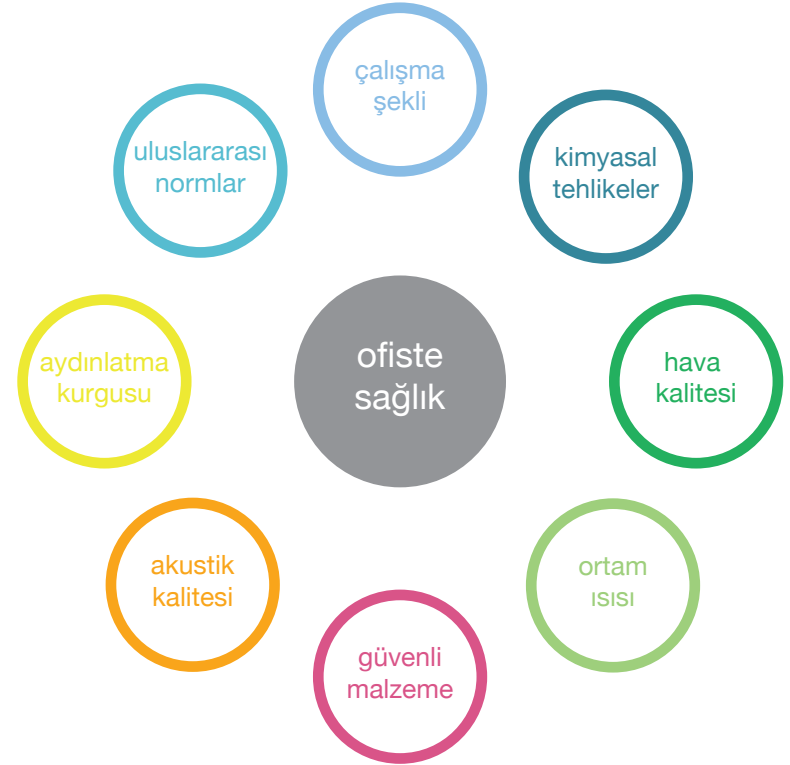 çalışma
şekli
uluslararası
normlar
kimyasal
tehlikeler
aydınlatma
kurgusu
ofiste
sağlık
hava
kalitesi
akustik
kalitesi
ortam
ısısı
güvenli
malzeme